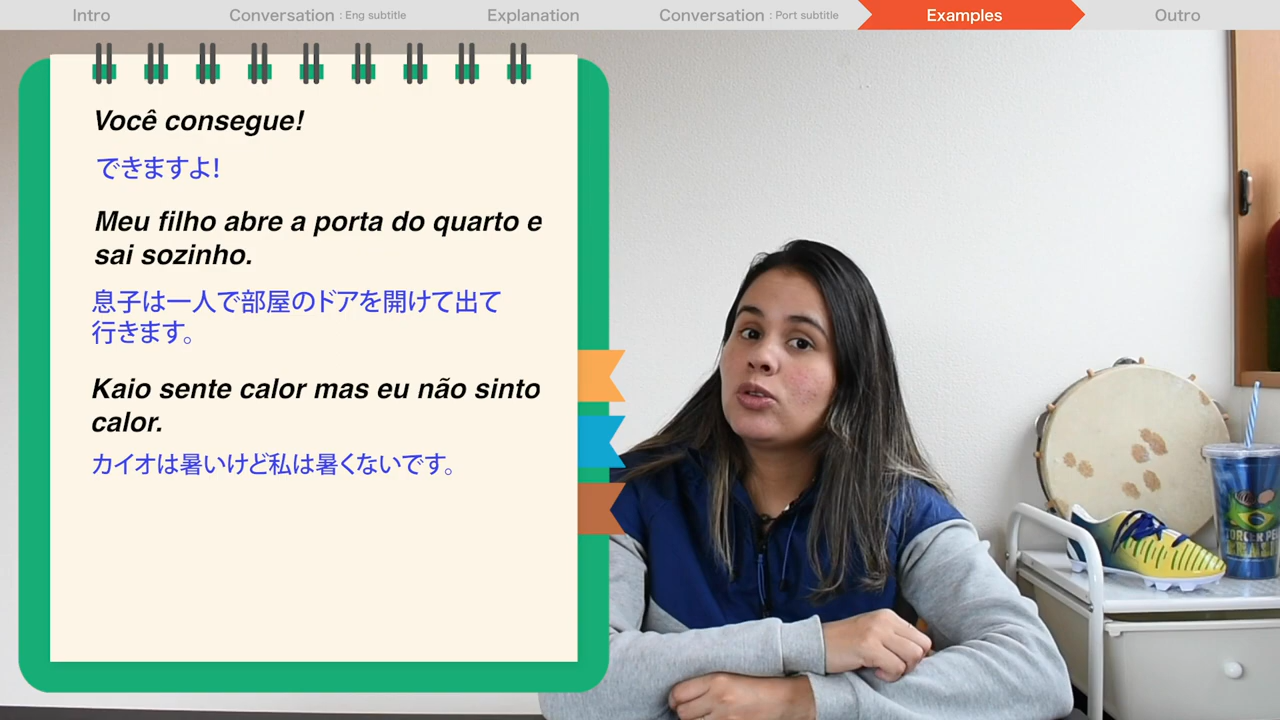 Intro
Conversation : Eng subtitle
Explanation
Conversation : Port subtitle
Examples
Outro
Você consegue!
できますよ!
Meu filho abre a porta do quarto e
sai sozinho.
息子は一人で部屋のドアを開けて出て
行きます。
Kaio sente calor mas eu não sinto
calor.
カイオは暑いけど私は暑くないです。